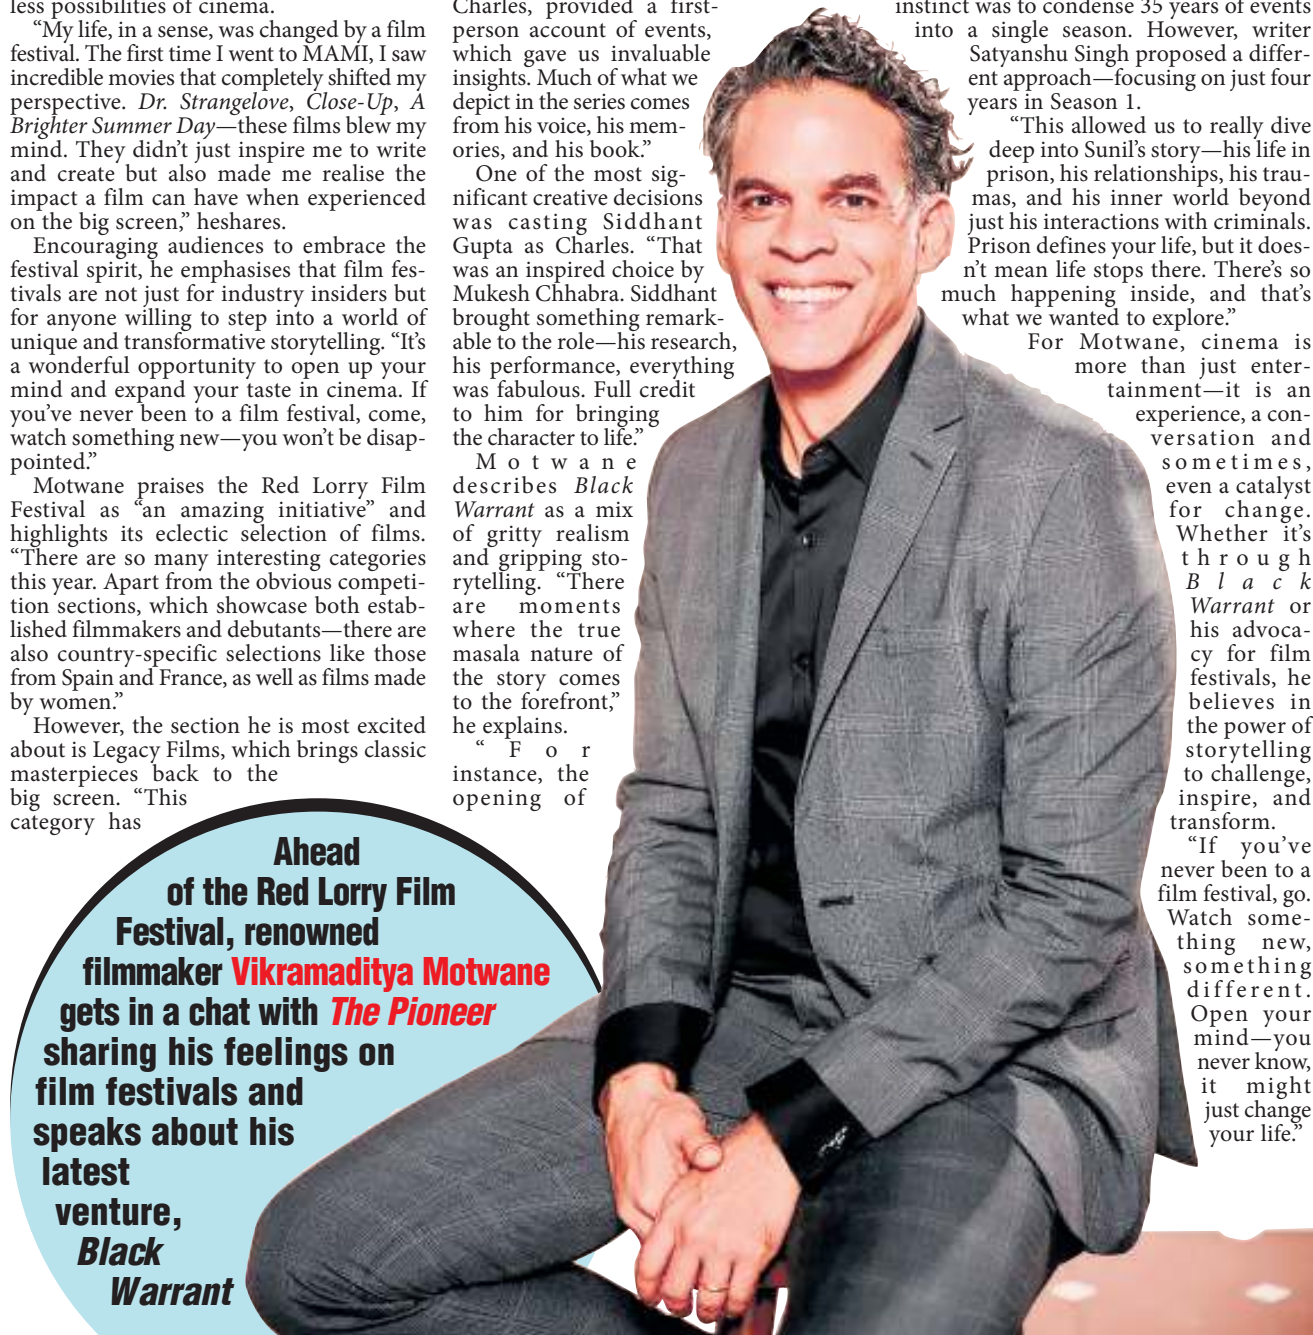 less possibilities of cinema.
"My life, in a sense, was changed by a film
festival. The first time I went to MAMI, I saw
incredible movies that completely shifted my
perspective. Dr. Strangelove, Close-Up, A
Brighter Summer Day—these films blew my
mind. They didn't just inspire me to write
and create but also made me realise the
impact a film can have when experienced
on the big screen," heshares.
Encouraging audiences to embrace the
festival spirit, he emphasises that film fes-
tivals are not just for industry insiders but
for anyone willing to step into a world of
unique and transformative storytelling. "It's
a wonderful opportunity to open up your
mind and expand your taste in cinema. If
you've never been to a film festival, come,
watch something new—you won't be disap-
pointed."
Motwane praises the Red Lorry Film
Festival as "an amazing initiative" and
highlights its eclectic selection of films.
"There are so many interesting categories
this year. Apart from the obvious competi-
tion sections, which showcase both estab-
lished filmmakers and debutants—there are
also country-specific selections like those
from Spain and France, as well as films made
by women."
However, the section he is most excited
about is Legacy Films, which brings classic
masterpieces back to the
big screen. "This
category has
Charles, provided a first-
person account of events,
which gave us invaluable
insights. Much of what we
depict in the series comes
from his voice, his mem-
ories, and his book."
One of the most sig-
nificant creative decisions
was casting Siddhant
Gupta as Charles. "That
was an inspired choice by
Mukesh Chhabra. Siddhant
brought something remark-
able to the role—his research,
his performance, everything
was fabulous. Full credit
to him for bringing
the character to life."
Motwane
describes Black
Warrant as a mix
of gritty realism
and gripping sto-
rytelling. "There
are moments
where the true
masala nature of
the story comes
to the forefront,"
he explains.
"For
instance, the
opening of
instinct was to condense 35 years of events
into a single season. However, writer
Satyanshu Singh proposed a differ-
ent approach—focusing on just four
years in Season 1.
"This allowed us to really dive
deep into Sunil's story—his life in
prison, his relationships, his trau-
mas, and his inner world beyond
just his interactions with criminals.
Prison defines your life, but it does-
n't mean life stops there. There's so
much happening inside, and that's
what we wanted to explore."
For Motwane, cinema is
more than just enter-
tainment—it is an
experience, a con-
versation and
sometimes,
even a catalyst
for change.
Whether it's
through
Black
Warrant or
his advoca-
cy for film
festivals, he
believes in
the power of
storytelling
to challenge,
inspire, and
transform.
"If you've
never been to a
film festival, go.
Watch some-
thing new,
something
different.
Open your
mind—you
never know,
it might
just change
your life."
Ahead
of the Red Lorry Film
Festival, renowned
filmmaker Vikramaditya Motwane
gets in a chat with The Pioneer
sharing his feelings on
film festivals and
speaks about his
latest
venture,
Black
Warrant